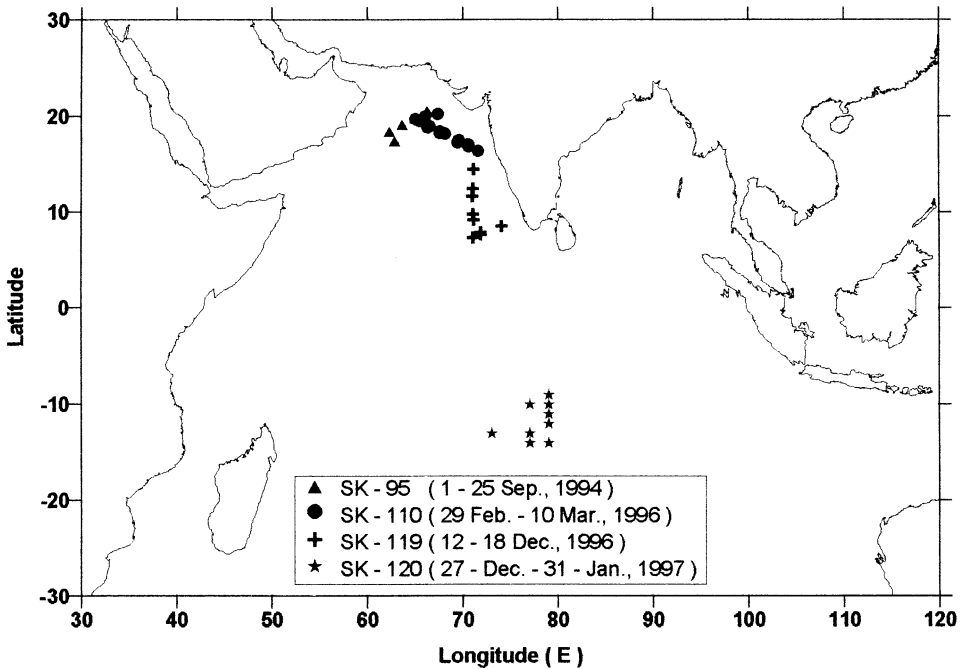 30
20
10
0
-10
-20
-30
Latitude
SK - 95 ( 1 - 25 Sep., 1994 )
SK - 110 ( 29 Feb. - 10 Mar., 1996 )
SK - 119 ( 12 - 18 Dec., 1996 )
SK - 120 ( 27 - Dec. - 31 - Jan., 1997 )
30 40 50 60 70 80 90 100 110 120
Longitude ( E )